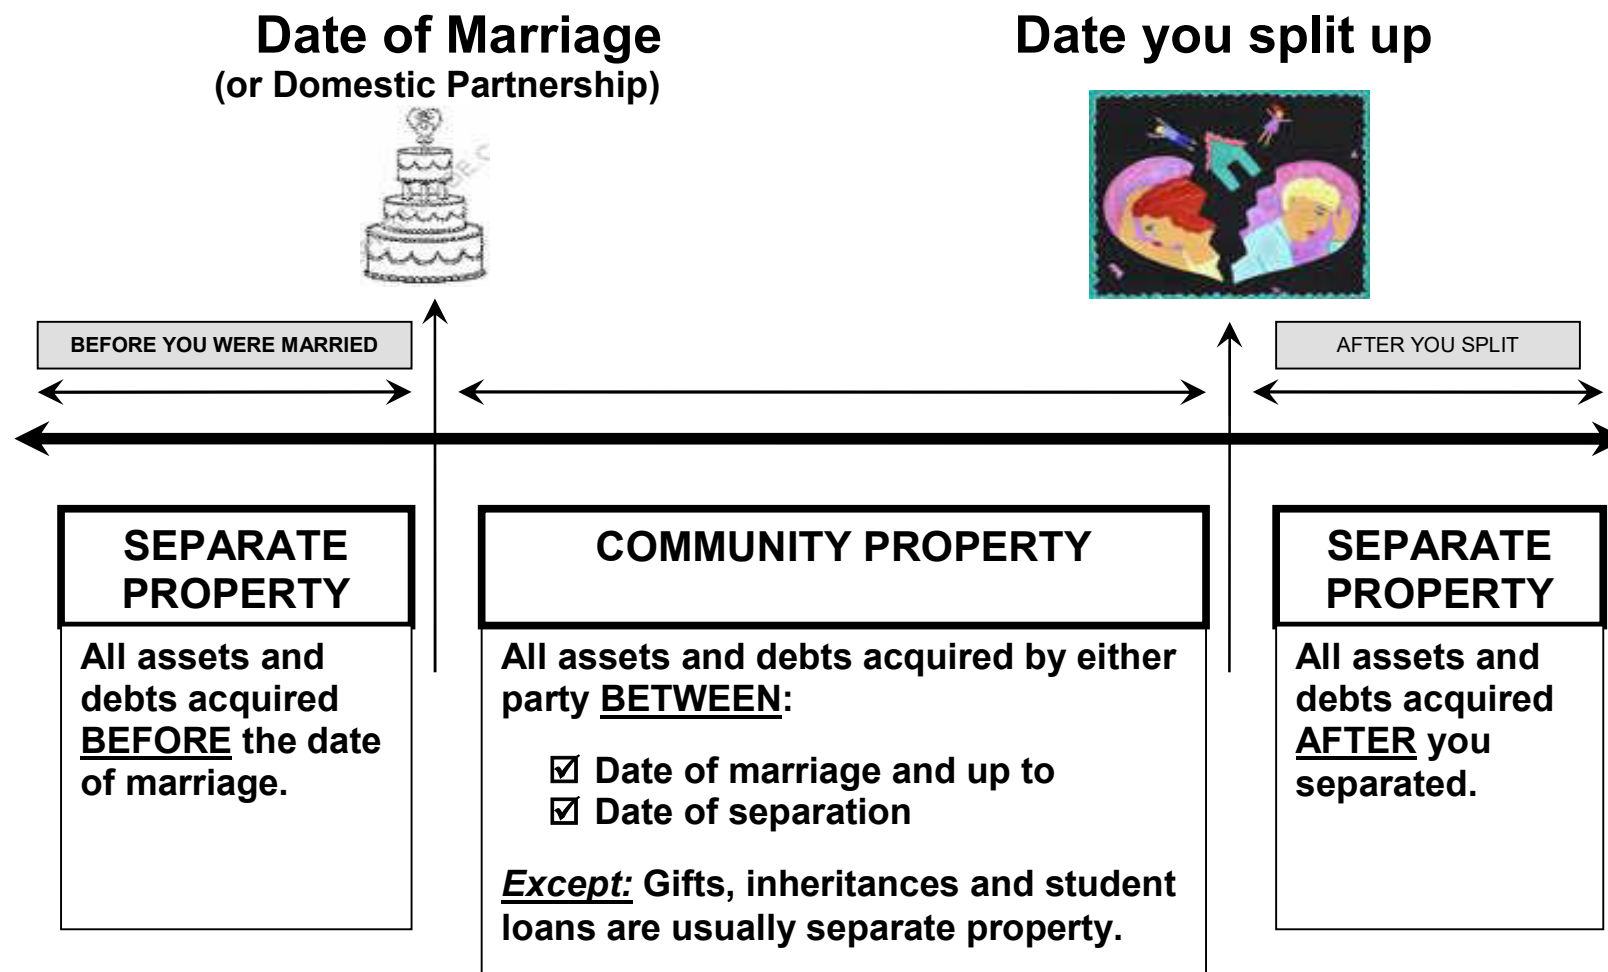 Date of Marriage
(or Domestic Partnership)
Date you split up
BEFORE YOU WERE MARRIED
AFTER YOU SPLIT
SEPARATE
PROPERTY
All assets and
debts acquired
BEFORE the date
of marriage.
COMMUNITY PROPERTY
All assets and debts acquired by either
party BETWEEN:
☑ Date of marriage and up to
☑ Date of separation
Except: Gifts, inheritances and student
loans are usually separate property.
SEPARATE
PROPERTY
All assets and
debts acquired
AFTER you
separated.